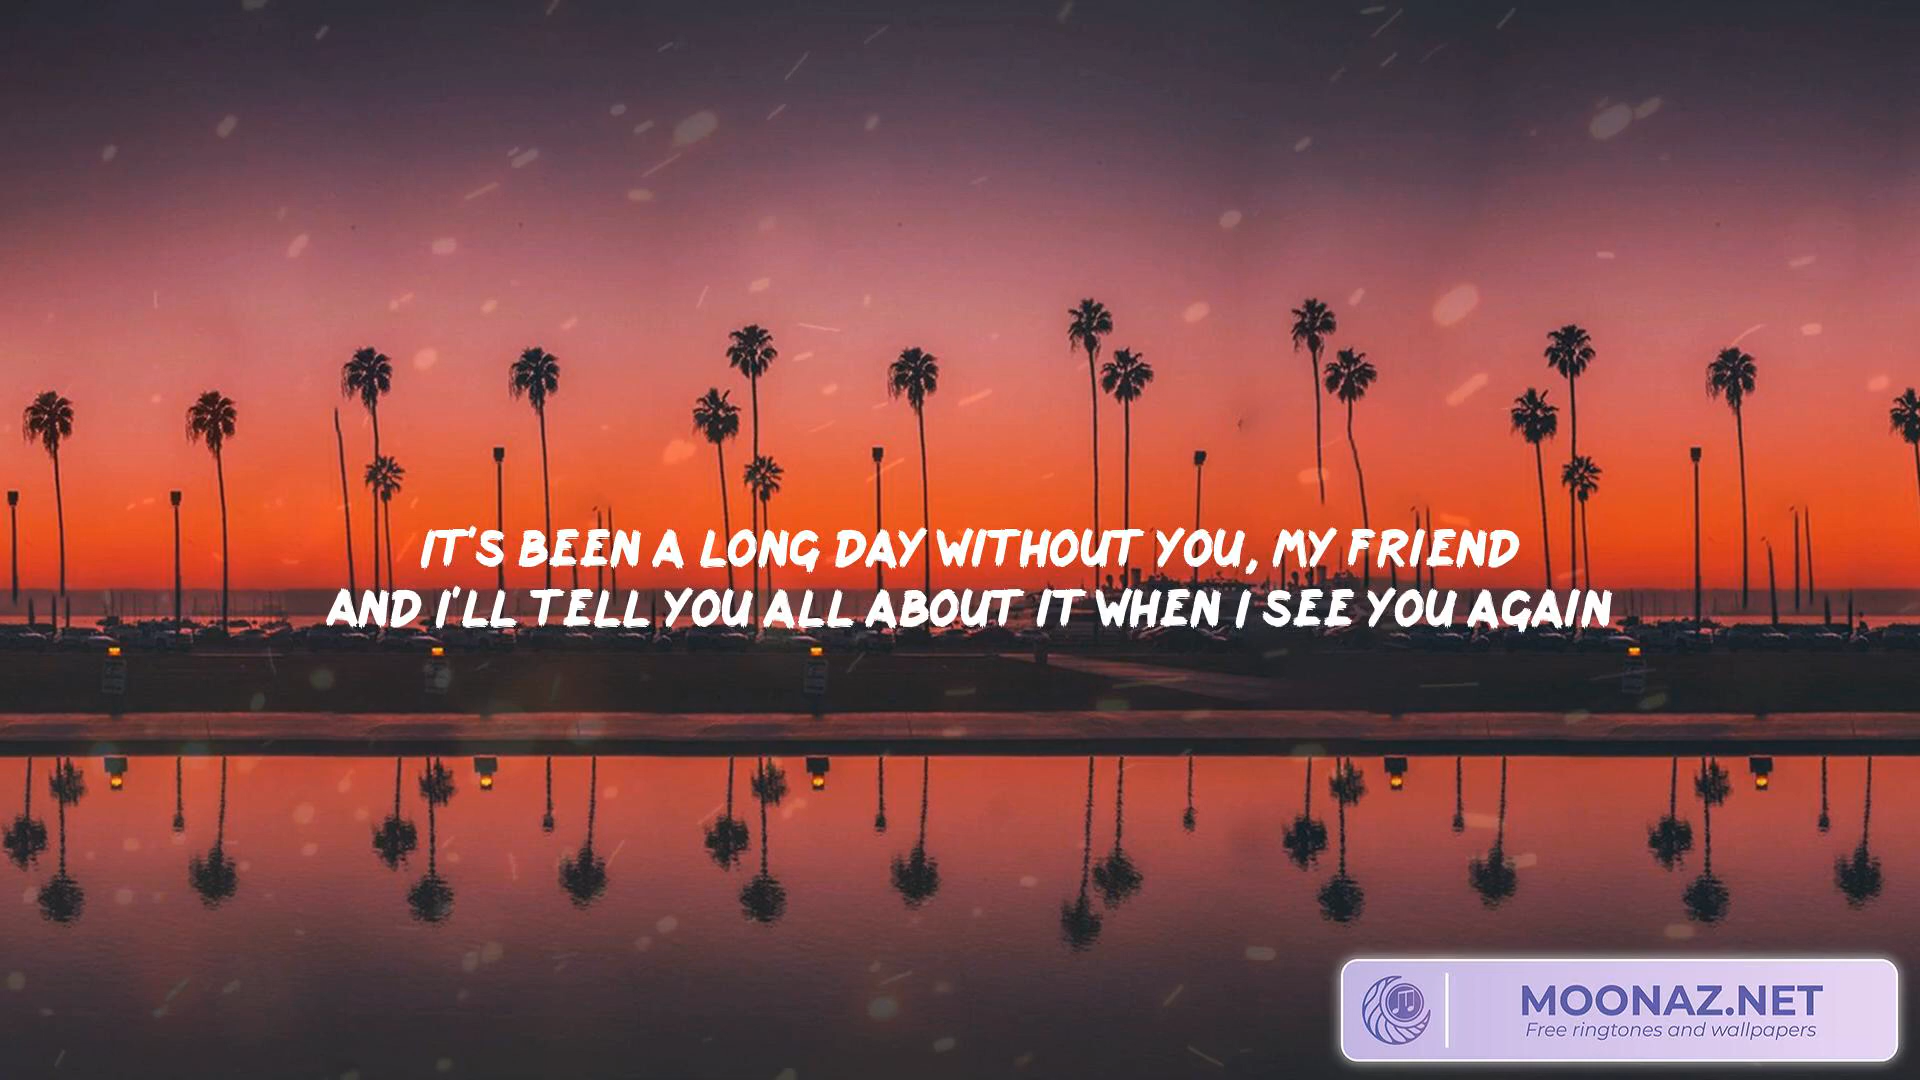 IT'S BEEN A LONG DAY WITHOUT YOU, MY FRIEND
AND I'LL TELL YOU ALL ABOUT IT WHEN I SEE YOU AGAIN
MOONAZ.NET
Free ringtones and wallpapers